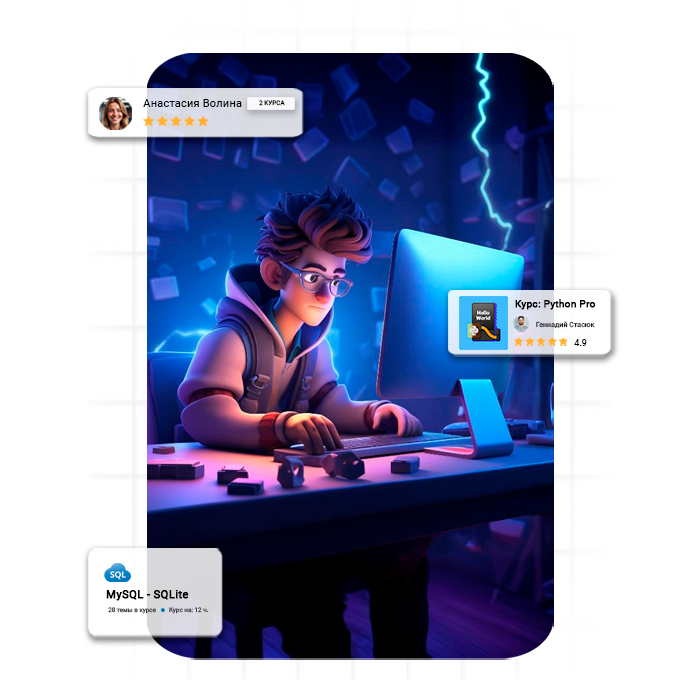 Анастасия Волина
2 КУРСА
Курс: Python Pro
Hello
World
Геннадий Стасюк
4.9
SQL
MySQL - SQLite
28 темы в курсе • Курс на: 12 ч.